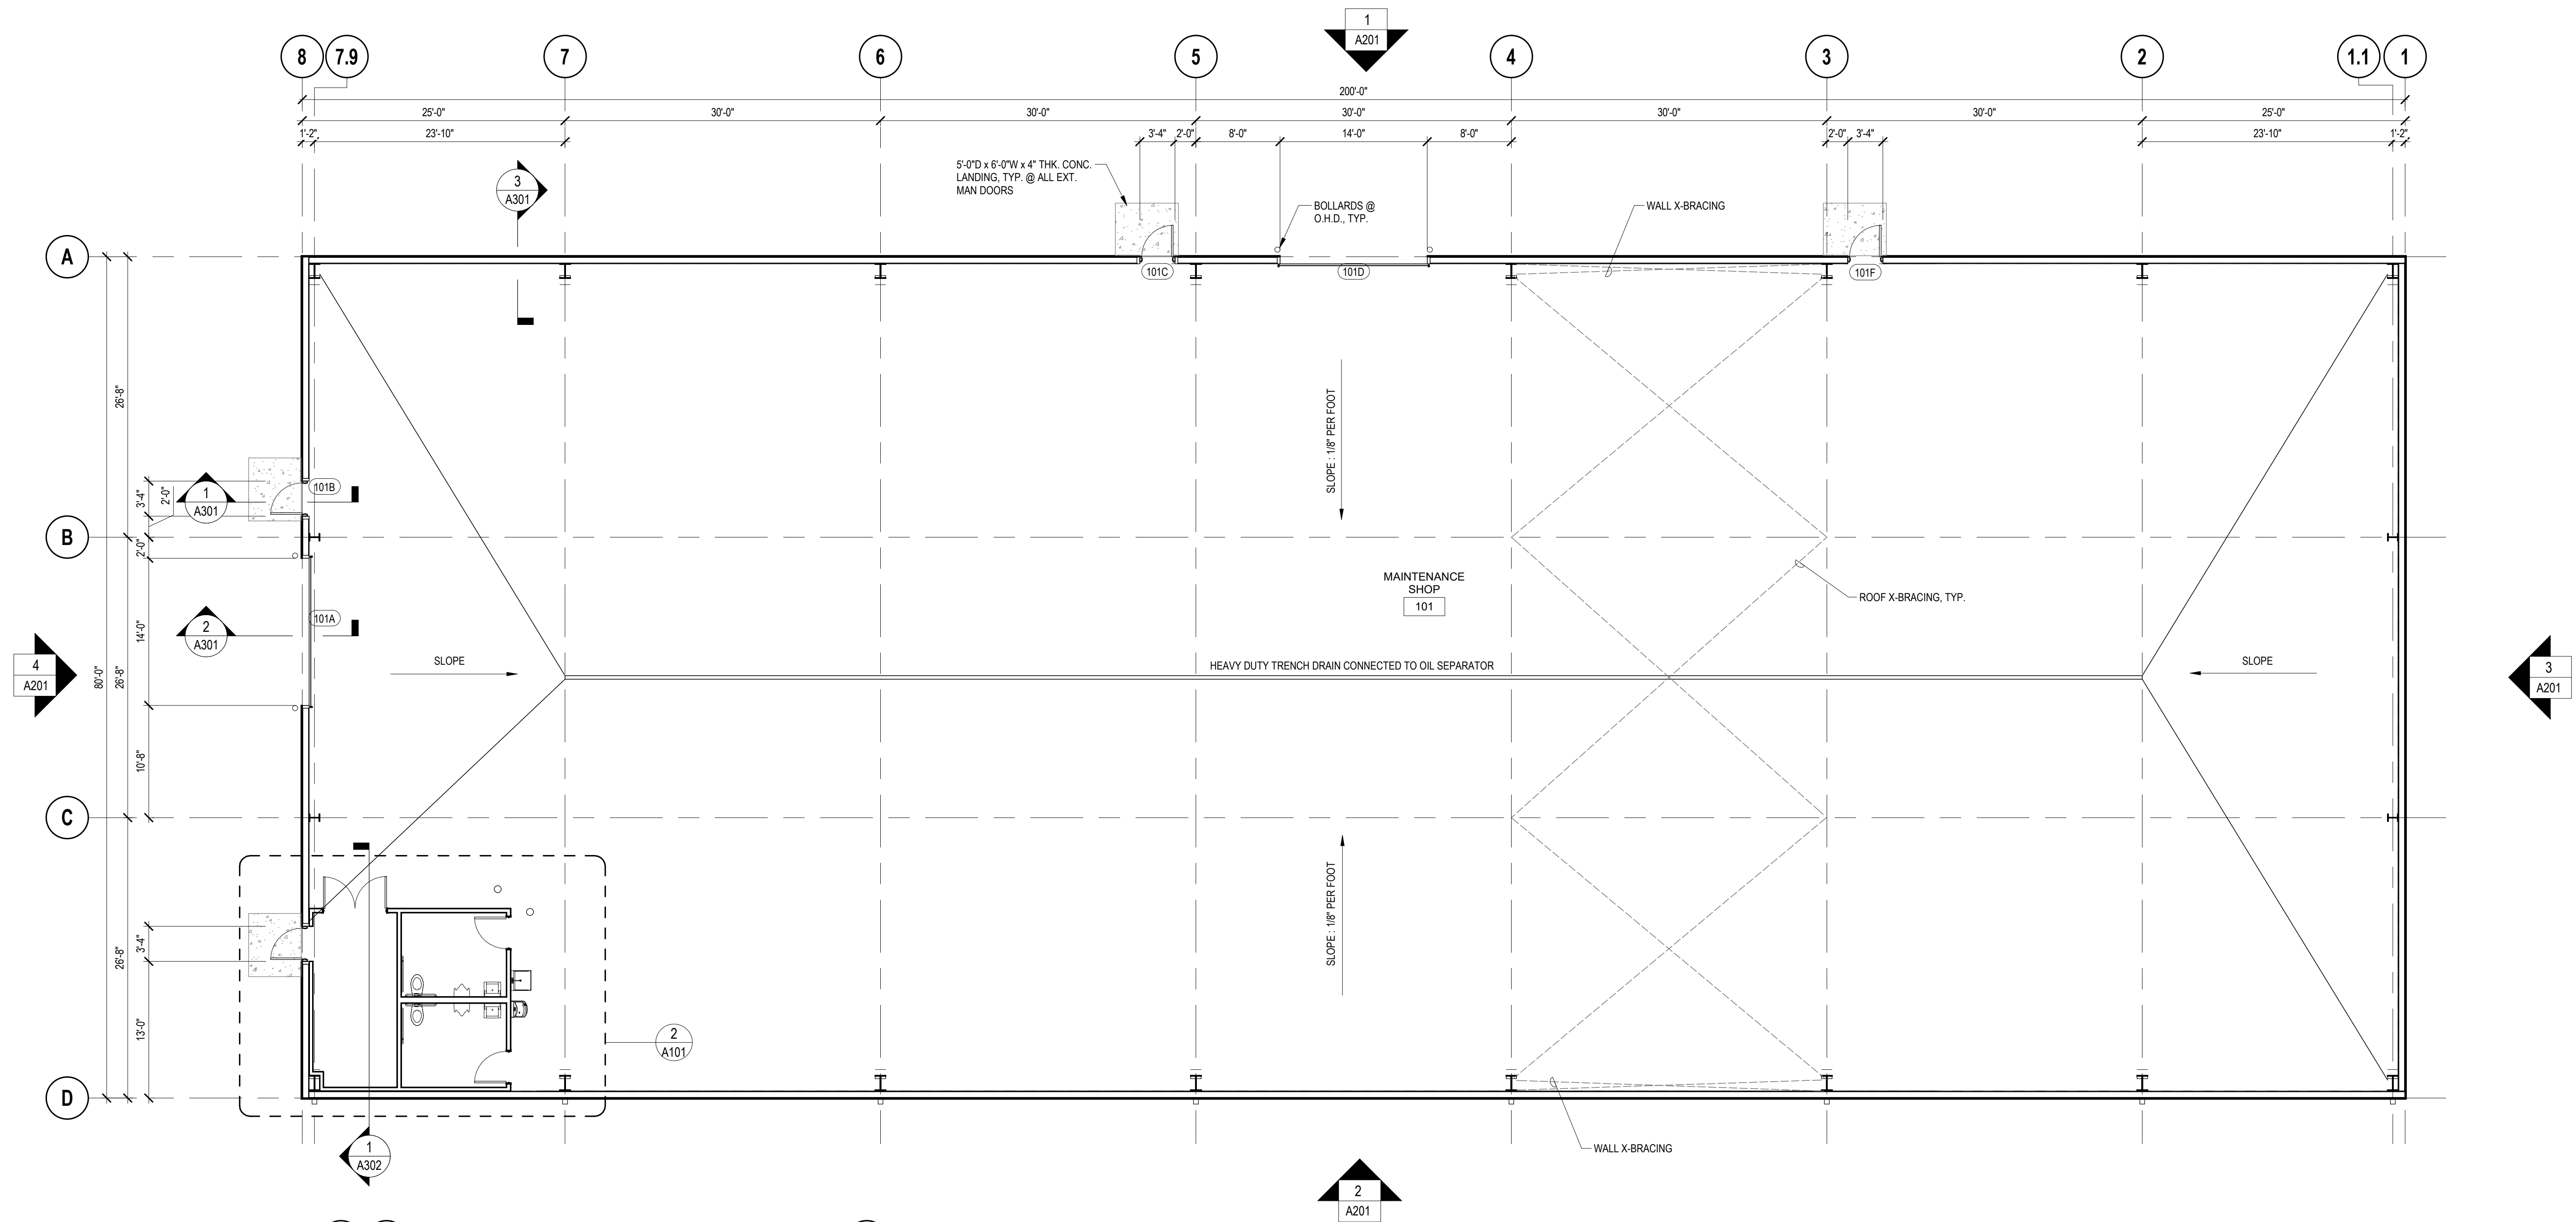 1
A201
8
7.9
7
6
5
4
3
2
1.1
1
200'-0"
25'-0"
30'-0"
30'-0"
30'-0"
30'-0"
30'-0"
25'-0"
1'-2"
23'-10"
3'-4"
2'-0"
8'-0"
14'-0"
8'-0"
2'-0"
3'-4"
23'-10"
1'-2"
5'-0"D x 6'-0"W x 4" THK. CONC.
LANDING, TYP. @ ALL EXT.
MAN DOORS
3
A301
BOLLARDS @
O.H.D., TYP.
WALL X-BRACING
A
101C
101D
101F
26'-8"
SLOPE : 1/8" PER FOOT
3'-4"
2'-0"
1
A301
101B
B
2'-0"
MAINTENANCE
SHOP
101
ROOF X-BRACING, TYP.
2
A301
101A
14'-0"
26'-8"
80'-0"
4
A201
SLOPE
HEAVY DUTY TRENCH DRAIN CONNECTED TO OIL SEPARATOR
SLOPE
3
A201
10'-8"
C
SLOPE : 1/8" PER FOOT
3'-4"
26'-8"
13'-0"
2
A101
D
1
A302
WALL X-BRACING
2
A201